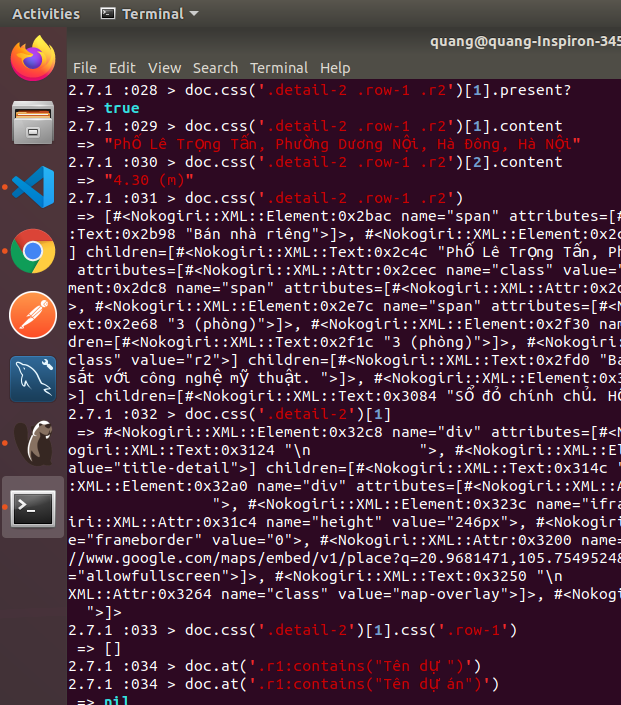 Activities Terminal
quang@quang-Inspiron-345
File Edit View Search Terminal Help
2.7.1 :028 > doc.css('.detail-2 .row-1 .r2')[1].present?
=> true
2.7.1 :029 > doc.css('.detail-2 .row-1 .r2')[1].content
=> "Phố Lê Trọng Tấn, Phường Dương Nội, Hà Đông, Hà Nội"
2.7.1 :030 > doc.css('.detail-2 .row-1 .r2')[2].content
=> "4.30 (m)"
2.7.1 :031 > doc.css('.detail-2 .row-1 .r2')
=> [#<Nokogiri::XML::Element:0x2bac name="span" attributes=[#
:Text:0x2b98 "Bán nhà riêng">]>, #<Nokogiri::XML::Element:0x2c
] children=[#<Nokogiri::XML::Text:0x2c4c "Phố Lê Trọng Tấn, Ph
attributes=[#<Nokogiri::XML::Attr:0x2cec name="class" value="
ment:0x2dc8 name="span" attributes=[#<Nokogiri::XML::Attr:0x2d
>, #<Nokogiri::XML::Element:0x2e7c name="span" attributes=[#<N
ext:0x2e68 "3 (phòng)">]>, #<Nokogiri::XML::Element:0x2f30 nam
dren=[#<Nokogiri::XML::Text:0x2f1c "3 (phòng)">]>, #<Nokogiri:
class" value="r2">] children=[#<Nokogiri::XML::Text:0x2fd0 "Ba
sát với công nghệ mỹ thuật. ">]>, #<Nokogiri::XML::Element:0x3
>] children=[#<Nokogiri::XML::Text:0x3084 "Sổ đỏ chính chủ. Hỗ
2.7.1 :032 > doc.css('.detail-2')[1]
=> #<Nokogiri::XML::Element:0x32c8 name="div" attributes=[#<N
ogiri::XML::Text:0x3124 "\n ">, #<Nokogiri::XML::El
alue="title-detail">] children=[#<Nokogiri::XML::Text:0x314c "
:XML::Element:0x32a0 name="div" attributes=[#<Nokogiri::XML::A
">, #<Nokogiri::XML::Element:0x323c name="ifra
iri::XML::Attr:0x31c4 name="height" value="246px">, #<Nokogiri
e="frameborder" value="0">, #<Nokogiri::XML::Attr:0x3200 name=
//www.google.com/maps/embed/v1/place?q=20.9681471,105.75495248
="allowfullscreen">]>, #<Nokogiri::XML::Text:0x3250 "\n
XML::Attr:0x3264 name="class" value="map-overlay">]>, #<Nokogi
">]>
2.7.1 :033 > doc.css('.detail-2')[1].css('.row-1')
=> []
2.7.1 :034 > doc.at('.r1:contains("Tên dự ")')
2.7.1 :034 > doc.at('.r1:contains("Tên dự án")')
=> nil